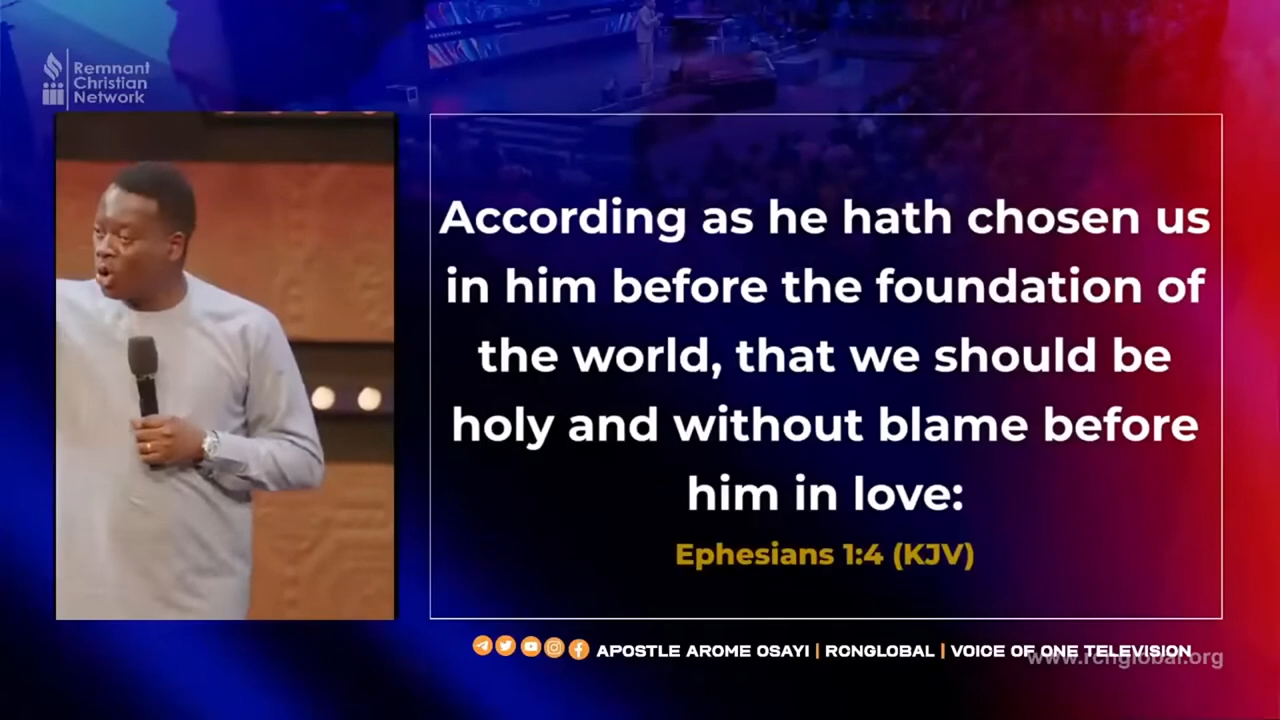 Remnant
Christian
Network
According as he hath chosen us
in him before the foundation of
the world, that we should be
holy and without blame before
him in love:
Ephesians 1:4 (KJV)
APOSTLE AROME OSAYI | RCNGLOBAL | VOICE OF ONE TELEVISION
www.rcnglobal.org